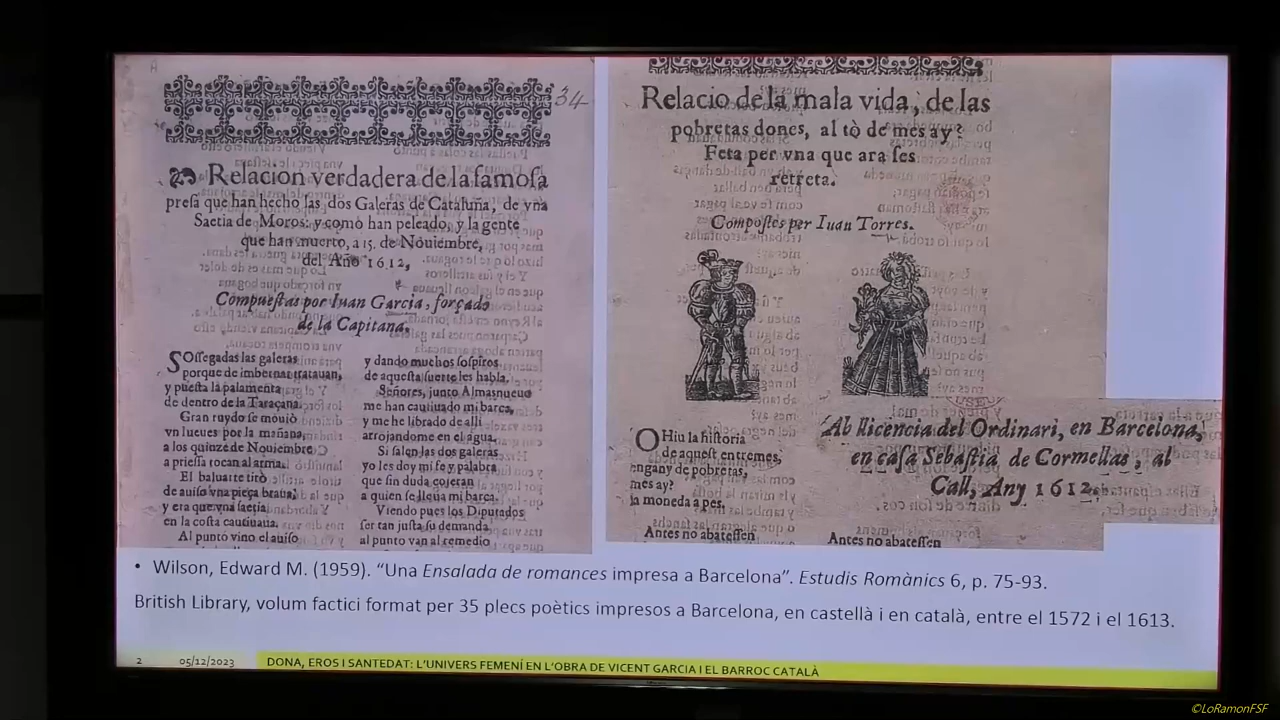 34
Relacion verdadera de la famoſa
preſa que han hecho las dos Galeras de Cataluña, de vna
Saetia de Moros: y como han peleado, y la gente
que han muerto, a 15. de Nouiembre,
del Año 1612,
Compueſtas por Iuan Garcia, forçado
de la Capitana.
SOſſegadas las galeras
porque de imbernar tratauan,
y pueſta la palamenta
de dentro de la Taraçana.
Gran ruydo ſe mouiò
vn lueues por la mañana,
a los quinze de Nouiembre
a prieſſa tocan al arma.
El baluarte tirò
de auiſo vna pieça braua,
y era que vna ſaetia
en la coſta cautiuaua.
Al punto vino el auiſo
y dando muchos ſoſpiros
de aqueſta ſuerte les habla.
Señores, junto Almasnueuo
me han cautiuado mi barca,
y me he librado de alli
arrojandome en el agua,
Si ſalen las dos galeras
yo les doy mi fe y palabra
que ſin duda cojeran
a quien ſe lleua mi barca.
Viendo pues los Diputados
ſer tan juſta ſu demanda
al punto van al remedio
Relacio de la mala vida, de las
pobretas dones, al tò de mes ay?
Feta per vna que ara ſes
retreta.
Compoſtes per Iuan Torres.
OHiu la hiſtoria
de aqueſt entremes,
engany de pobretas,
mes ay?
la moneda a pes.
Antes no abateſſen
Antes no abateſſen
Ab llicencia del Ordinari, en Barcelona,
en caſa Sebaſtia de Cormellas, al
Call, Any 1612.
• Wilson, Edward M. (1959). “Una Ensalada de romances impresa a Barcelona”. Estudis Romànics 6, p. 75-93.
British Library, volum factici format per 35 plecs poètics impresos a Barcelona, en castellà i en català, entre el 1572 i el 1613.
2 05/12/2023 DONA, EROS I SANTEDAT: L’UNIVERS FEMENÍ EN L’OBRA DE VICENT GARCIA I EL BARROC CATALÀ
©LoRamonFSF